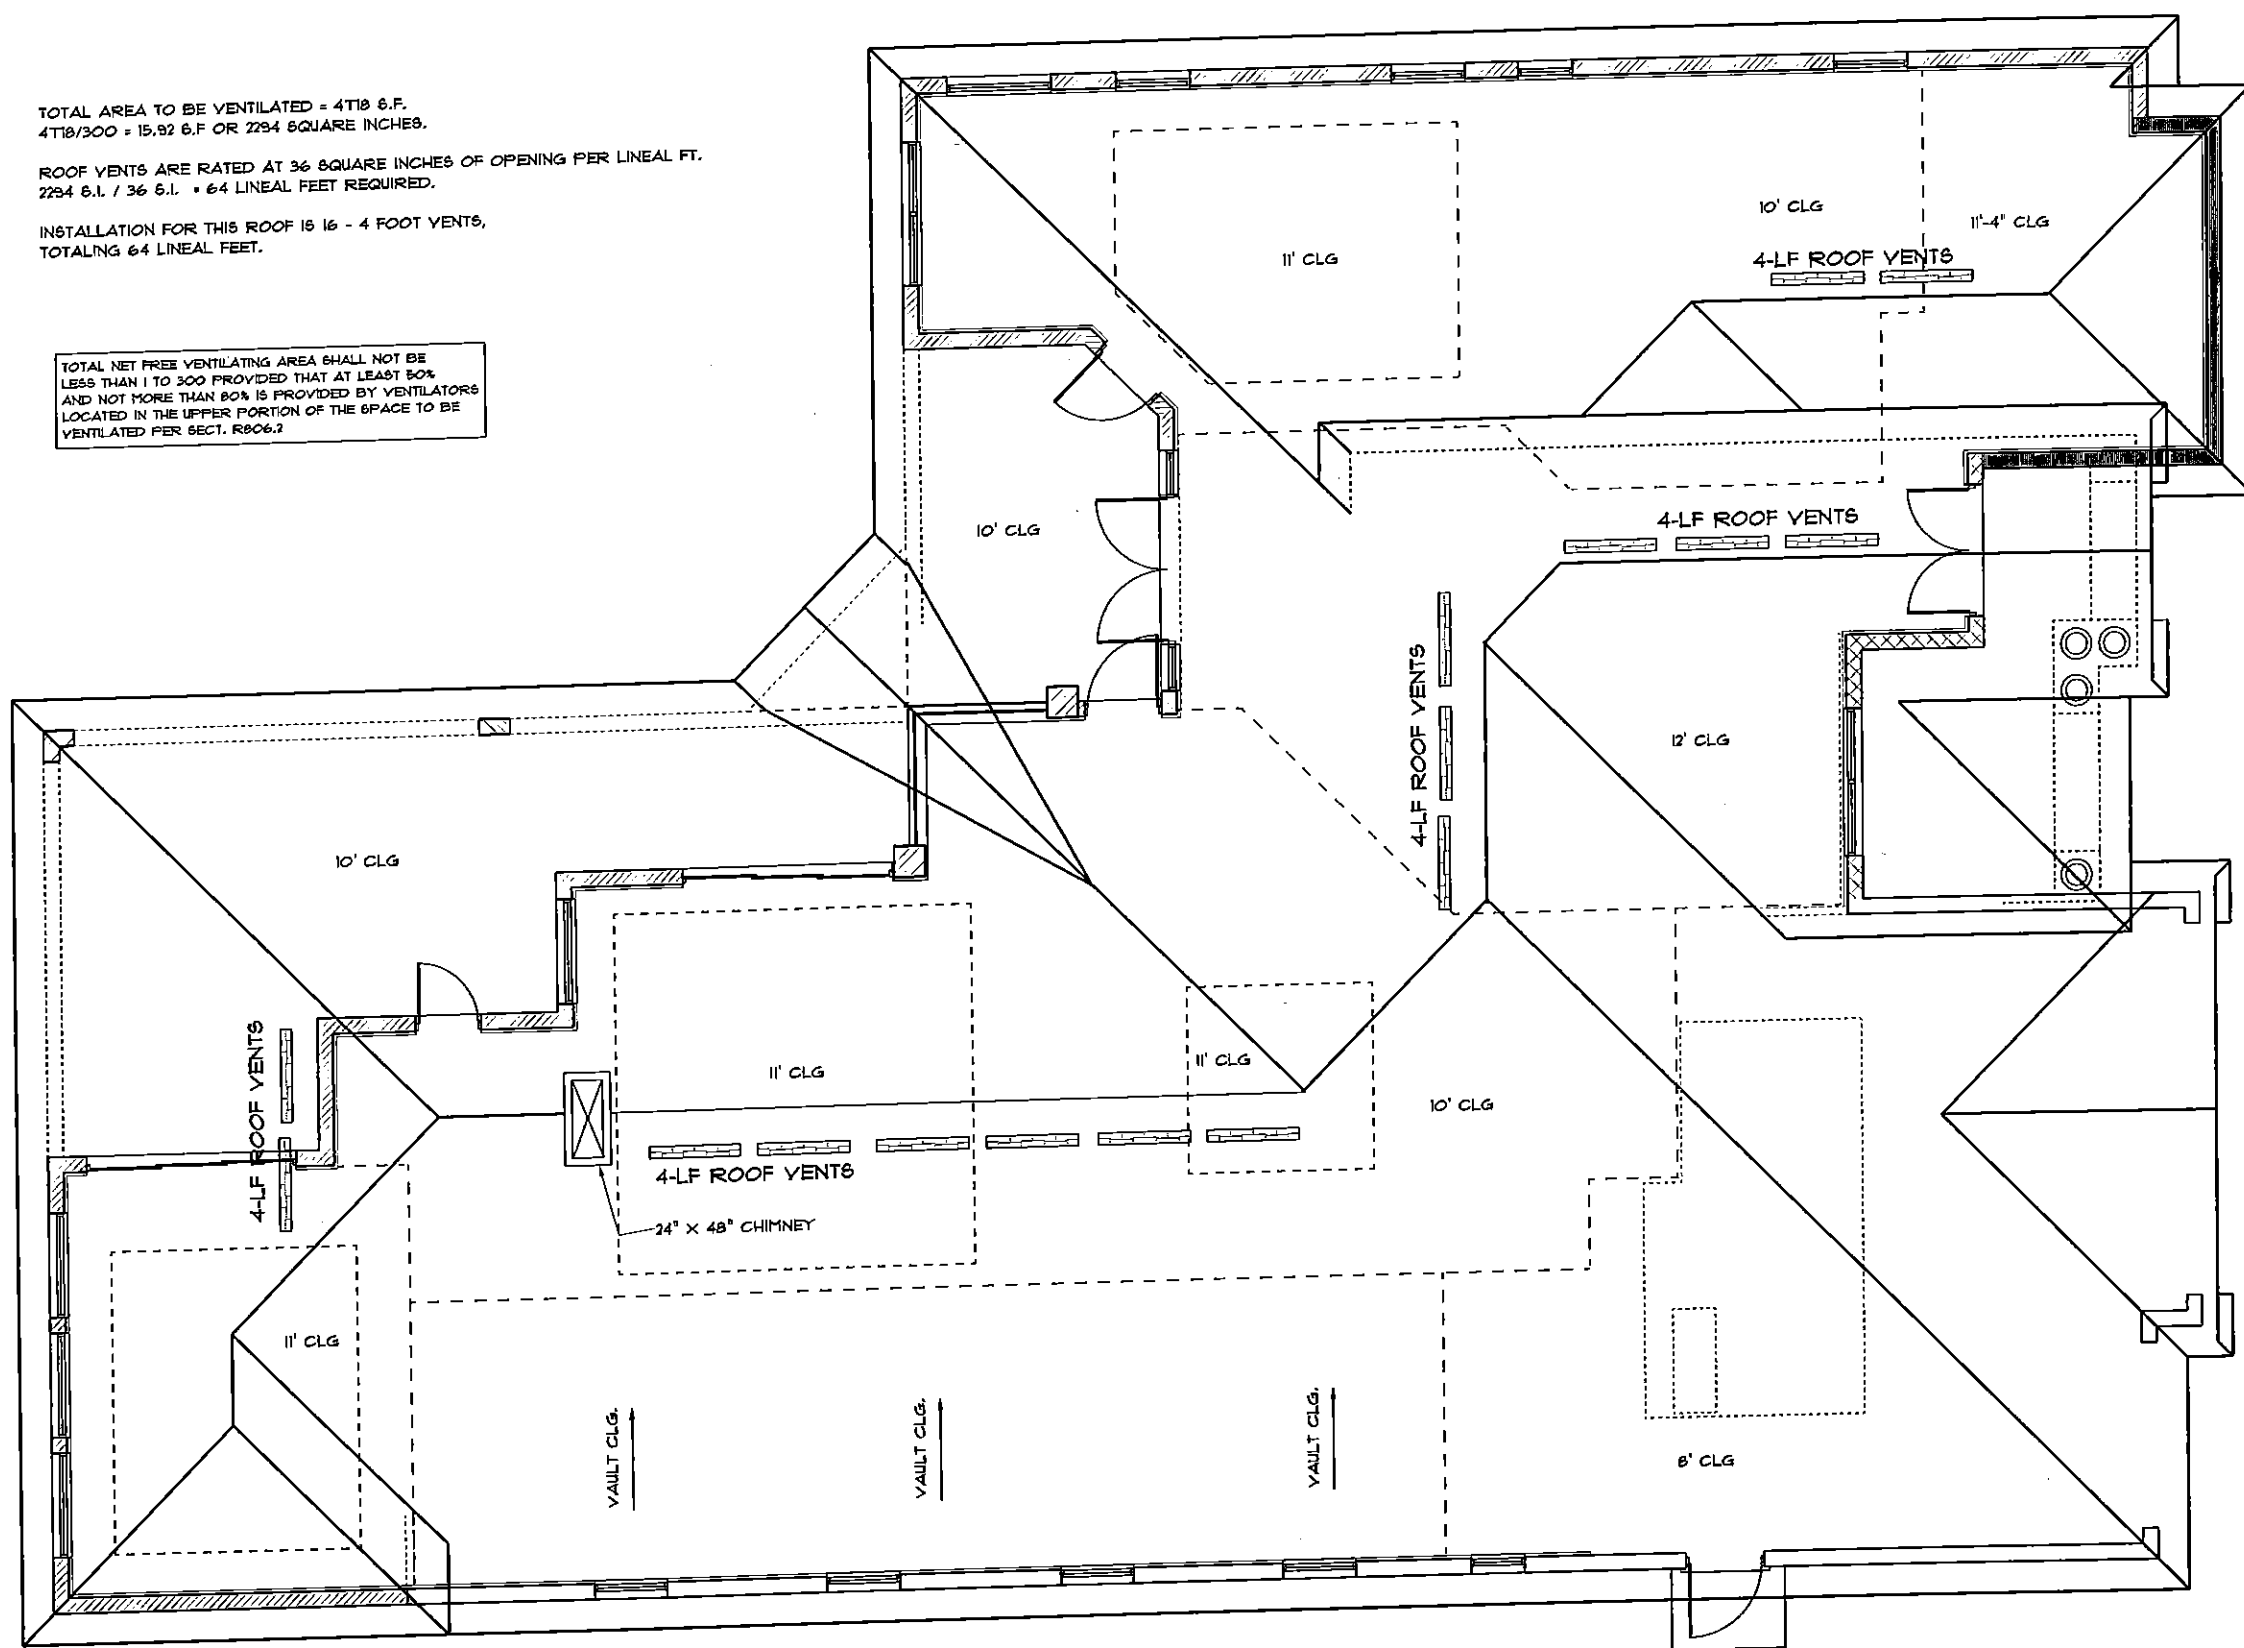 TOTAL AREA TO BE VENTILATED = 4778 S.F.
4778/300 = 15.92 S.F OR 2294 SQUARE INCHES.
ROOF VENTS ARE RATED AT 36 SQUARE INCHES OF OPENING PER LINEAL FT.
2294 S.I. / 36 S.I. = 64 LINEAL FEET REQUIRED.
INSTALLATION FOR THIS ROOF IS 16 - 4 FOOT VENTS,
TOTALING 64 LINEAL FEET.
TOTAL NET FREE VENTILATING AREA SHALL NOT BE
LESS THAN 1 TO 300 PROVIDED THAT AT LEAST 50%
AND NOT MORE THAN 80% IS PROVIDED BY VENTILATORS
LOCATED IN THE UPPER PORTION OF THE SPACE TO BE
VENTILATED PER SECT. R806.2
10' CLG
11'-4" CLG
11' CLG
4-LF ROOF VENTS
10' CLG
4-LF ROOF VENTS
4-LF ROOF VENTS
12' CLG
10' CLG
4-LF ROOF VENTS
11' CLG
11' CLG
10' CLG
4-LF ROOF VENTS
24" X 48" CHIMNEY
11' CLG
VAULT CLG.
VAULT CLG.
VAULT CLG.
8' CLG